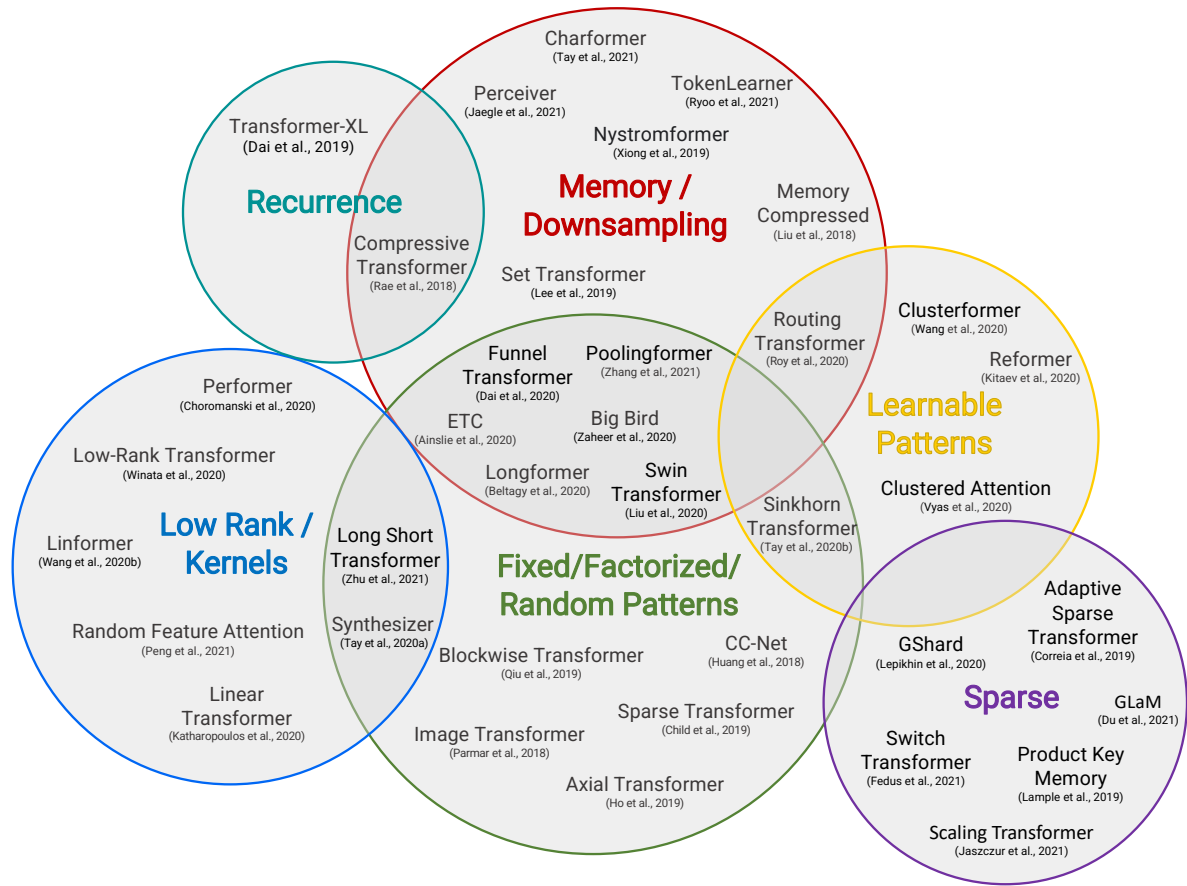 Charformer
(Tay et al., 2021)
TokenLearner
(Ryoo et al., 2021)
Perceiver
(Jaegle et al., 2021)
Transformer-XL
(Dai et al., 2019)
Nystromformer
(Xiong et al., 2019)
Recurrence
Memory /
Downsampling
Memory
Compressed
(Liu et al., 2018)
Compressive
Transformer
(Rae et al., 2018)
Set Transformer
(Lee et al., 2019)
Routing
Transformer
(Roy et al., 2020)
Clusterformer
(Wang et al., 2020)
Reformer
(Kitaev et al., 2020)
Learnable
Patterns
Clustered Attention
(Vyas et al., 2020)
Funnel
Transformer
(Dai et al., 2020)
Poolingformer
(Zhang et al., 2021)
ETC
(Ainslie et al., 2020)
Big Bird
(Zaheer et al., 2020)
Longformer
(Beltagy et al., 2020)
Swin
Transformer
(Liu et al., 2020)
Sinkhorn
Transformer
(Tay et al., 2020b)
Performer
(Choromanski et al., 2020)
Low-Rank Transformer
(Winata et al., 2020)
Low Rank /
Kernels
Linformer
(Wang et al., 2020b)
Random Feature Attention
(Peng et al., 2021)
Linear
Transformer
(Katharopoulos et al., 2020)
Long Short
Transformer
(Zhu et al., 2021)
Synthesizer
(Tay et al., 2020a)
Fixed/Factorized/
Random Patterns
Blockwise Transformer
(Qiu et al., 2019)
CC-Net
(Huang et al., 2018)
Sparse Transformer
(Child et al., 2019)
Image Transformer
(Parmar et al., 2018)
Axial Transformer
(Ho et al., 2019)
Adaptive
Sparse
Transformer
(Correia et al., 2019)
GShard
(Lepikhin et al., 2020)
Sparse
GLaM
(Du et al., 2021)
Switch
Transformer
(Fedus et al., 2021)
Product Key
Memory
(Lample et al., 2019)
Scaling Transformer
(Jaszczur et al., 2021)